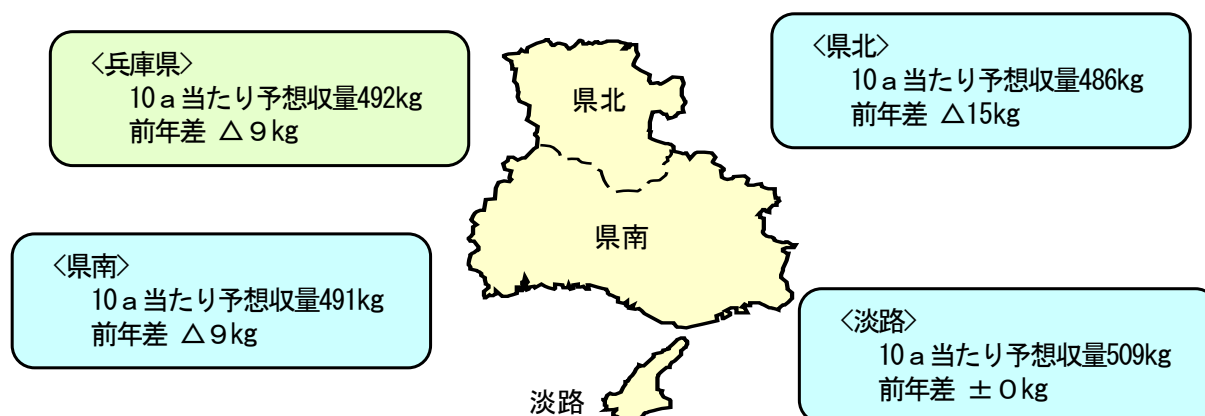 〈兵庫県〉
10ａ当たり予想収量492kg
前年差 △９kg
〈県北〉
10ａ当たり予想収量486kg
前年差 △15kg
県北
県南
〈県南〉
10ａ当たり予想収量491kg
前年差 △９kg
〈淡路〉
10ａ当たり予想収量509kg
前年差 ±０kg
淡路